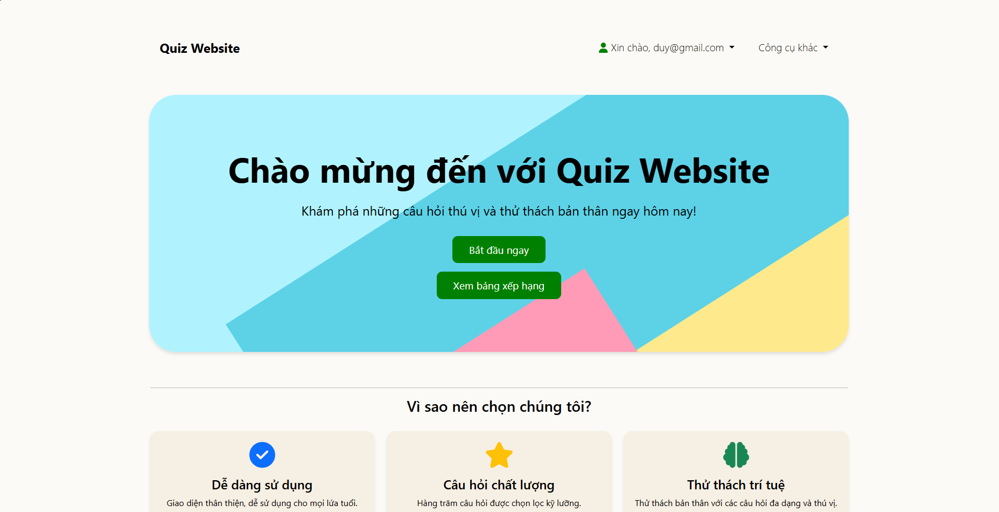 Quiz Website
Xin chào, duy@gmail.com
Công cụ khác
Chào mừng đến với Quiz Website
Khám phá những câu hỏi thú vị và thử thách bản thân ngay hôm nay!
Bắt đầu ngay
Xem bảng xếp hạng
Vì sao nên chọn chúng tôi?
Dễ dàng sử dụng
Giao diện thân thiện, dễ sử dụng cho mọi lứa tuổi.
Câu hỏi chất lượng
Hàng trăm câu hỏi được chọn lọc kỹ lưỡng.
Thử thách trí tuệ
Thử thách bản thân với các câu hỏi đa dạng và thú vị.